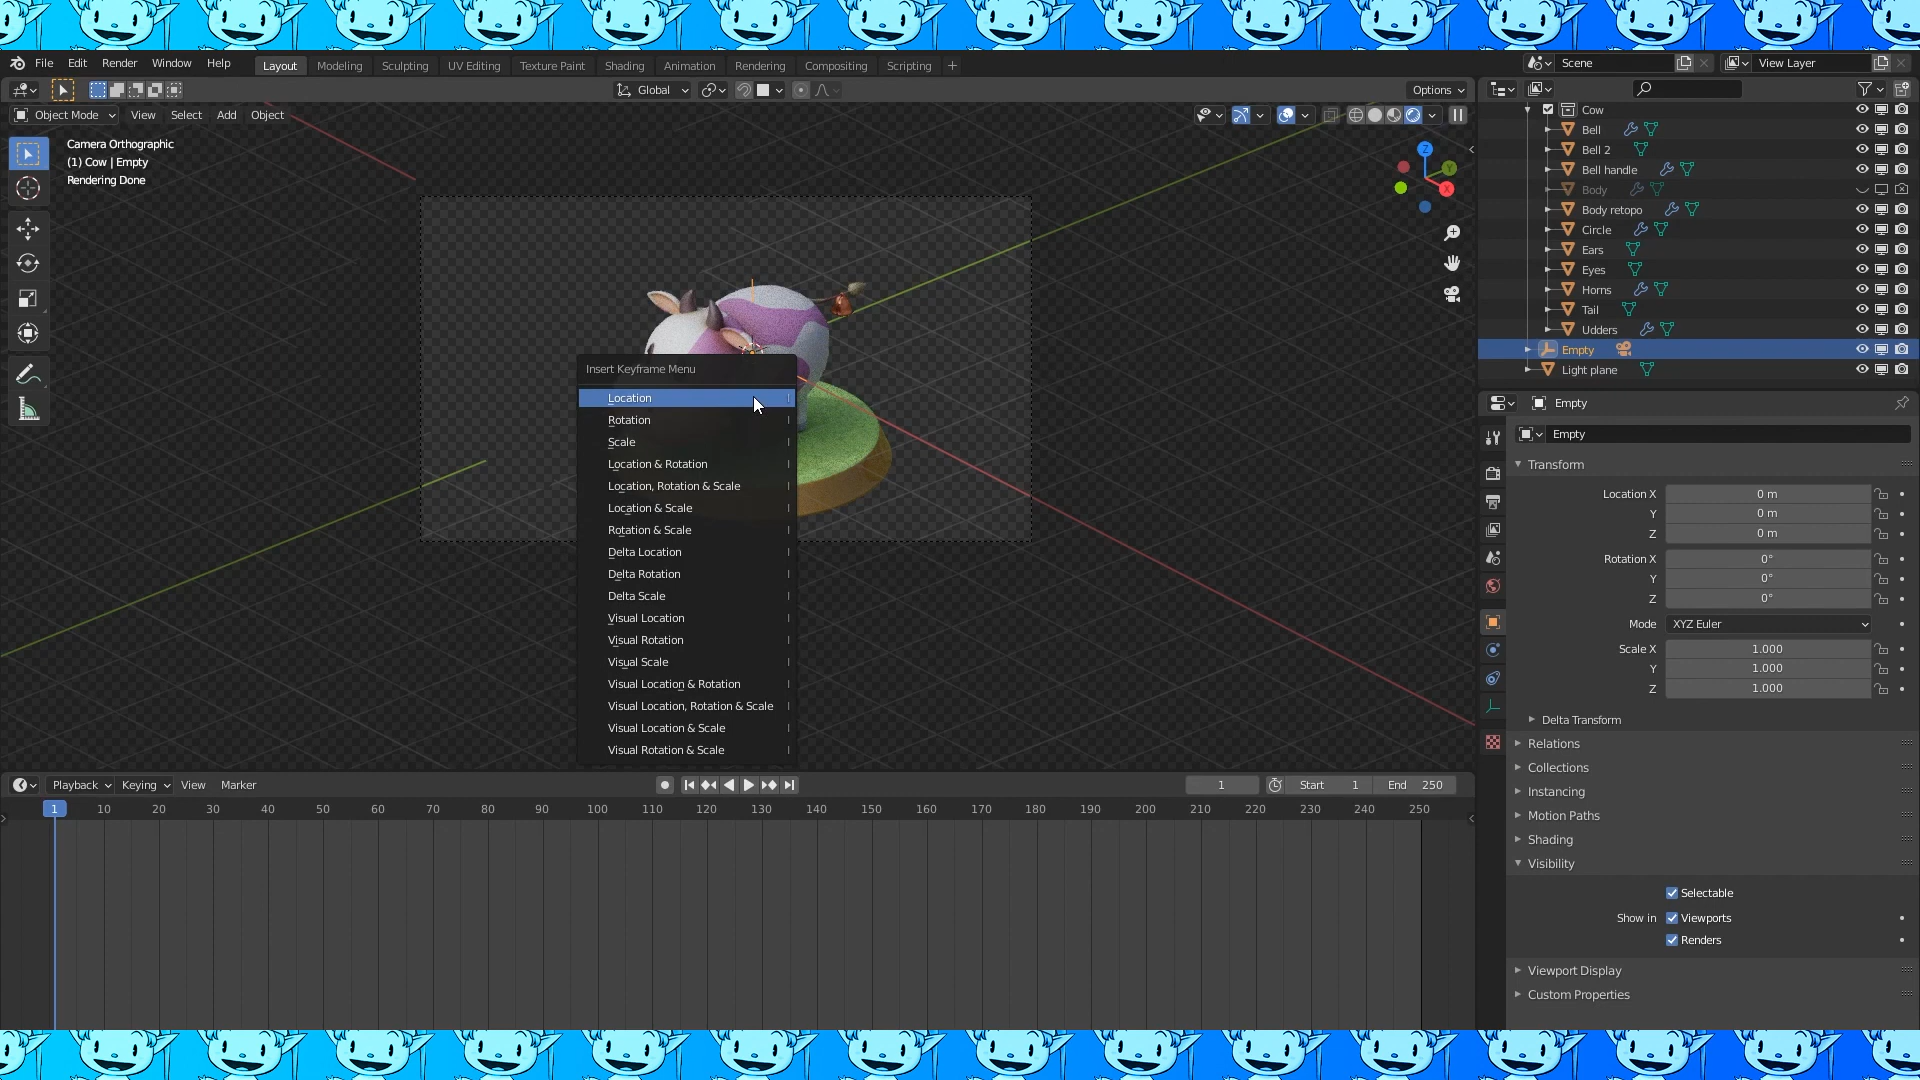 File Edit Render Window Help
Layout Modeling Sculpting UV Editing Texture Paint Shading Animation Rendering Compositing Scripting +
Scene
View Layer
Global
Options
Object Mode View Select Add Object
Camera Orthographic
(1) Cow | Empty
Rendering Done
Z
Y
X
Insert Keyframe Menu
Location I
Rotation I
Scale I
Location & Rotation I
Location, Rotation & Scale I
Location & Scale I
Rotation & Scale I
Delta Location I
Delta Rotation I
Delta Scale I
Visual Location I
Visual Rotation I
Visual Scale I
Visual Location & Rotation I
Visual Location, Rotation & Scale I
Visual Location & Scale I
Visual Rotation & Scale I
Cow
Bell
Bell 2
Bell handle
Body
Body retopo
Circle
Ears
Eyes
Horns
Tail
Udders
Empty
Light plane
Empty
Empty
Transform
Location X 0 m
Y 0 m
Z 0 m
Rotation X 0°
Y 0°
Z 0°
Mode XYZ Euler
Scale X 1.000
Y 1.000
Z 1.000
Delta Transform
Relations
Collections
Instancing
Motion Paths
Shading
Visibility
Selectable
Show in Viewports
Renders
Viewport Display
Custom Properties
Playback Keying View Marker
1 Start 1 End 250
1 10 20 30 40 50 60 70 80 90 100 110 120 130 140 150 160 170 180 190 200 210 220 230 240 250